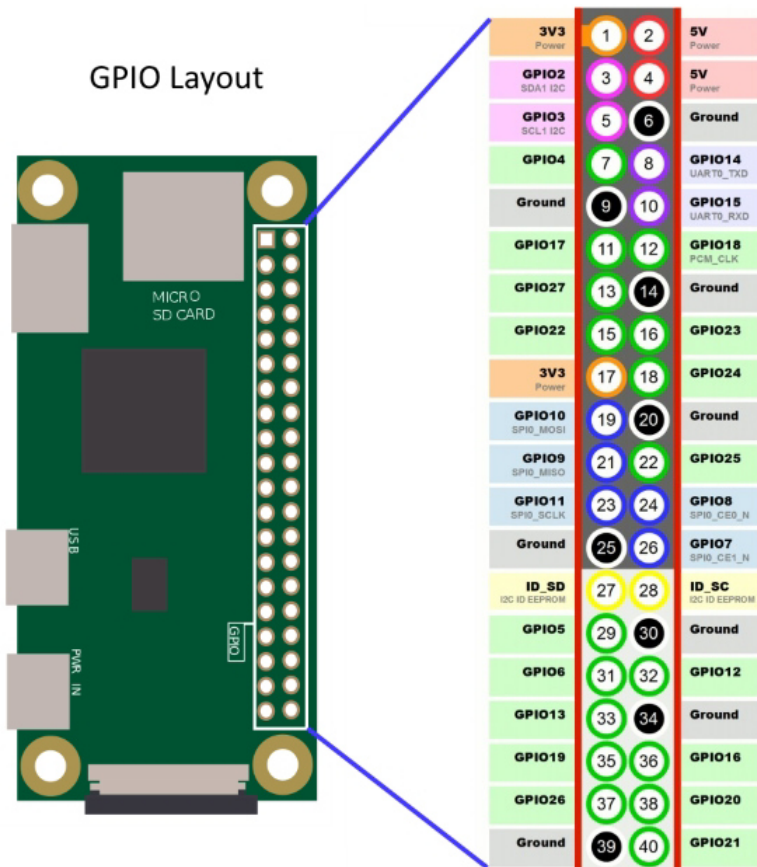 GPIO Layout
MICRO
SD CARD
USB
PWR IN
GPIO
3V3 1 2 5V
Power Power
GPIO2 3 4 5V
SDA1 I2C Power
GPIO3 5 6 Ground
SCL1 I2C
GPIO4 7 8 GPIO14
UART0_TXD
Ground 9 10 GPIO15
UART0_RXD
GPIO17 11 12 GPIO18
PCM_CLK
GPIO27 13 14 Ground
GPIO22 15 16 GPIO23
3V3 17 18 GPIO24
Power
GPIO10 19 20 Ground
SPI0_MOSI
GPIO9 21 22 GPIO25
SPI0_MISO
GPIO11 23 24 GPIO8
SPI0_SCLK SPI0_CE0_N
Ground 25 26 GPIO7
SPI0_CE1_N
ID_SD 27 28 ID_SC
I2C ID EEPROM I2C ID EEPROM
GPIO5 29 30 Ground
GPIO6 31 32 GPIO12
GPIO13 33 34 Ground
GPIO19 35 36 GPIO16
GPIO26 37 38 GPIO20
Ground 39 40 GPIO21